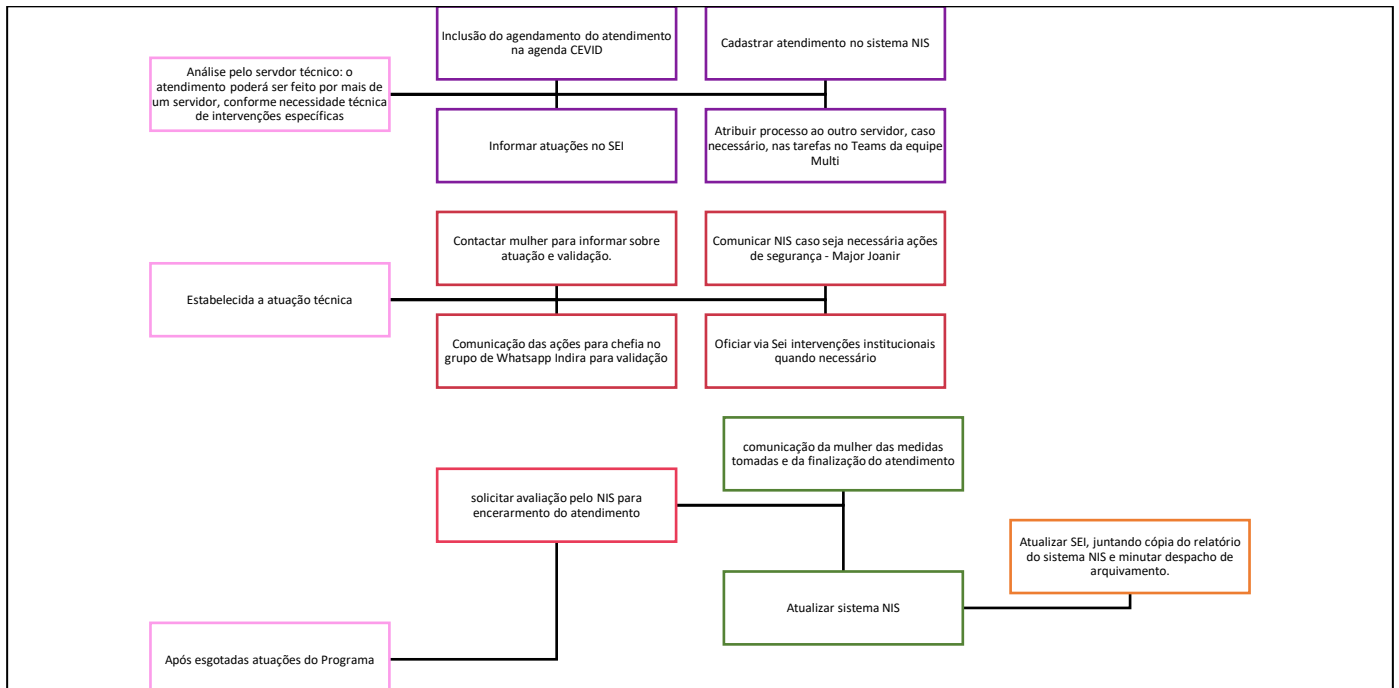 Inclusão do agendamento do atendimento
na agenda CEVID
Cadastrar atendimento no sistema NIS
Análise pelo servdor técnico: o
atendimento poderá ser feito por mais de
um servidor, conforme necessidade técnica
de intervenções específicas
Informar atuações no SEI
Atribuir processo ao outro servidor, caso
necessário, nas tarefas no Teams da equipe
Multi
Contactar mulher para informar sobre
atuação e validação.
Comunicar NIS caso seja necessária ações
de segurança - Major Joanir
Estabelecida a atuação técnica
Comunicação das ações para chefia no
grupo de Whatsapp Indira para validação
Oficiar via Sei intervenções institucionais
quando necessário
comunicação da mulher das medidas
tomadas e da finalização do atendimento
solicitar avaliação pelo NIS para
encerarmento do atendimento
Atualizar SEI, juntando cópia do relatório
do sistema NIS e minutar despacho de
arquivamento.
Atualizar sistema NIS
Após esgotadas atuações do Programa